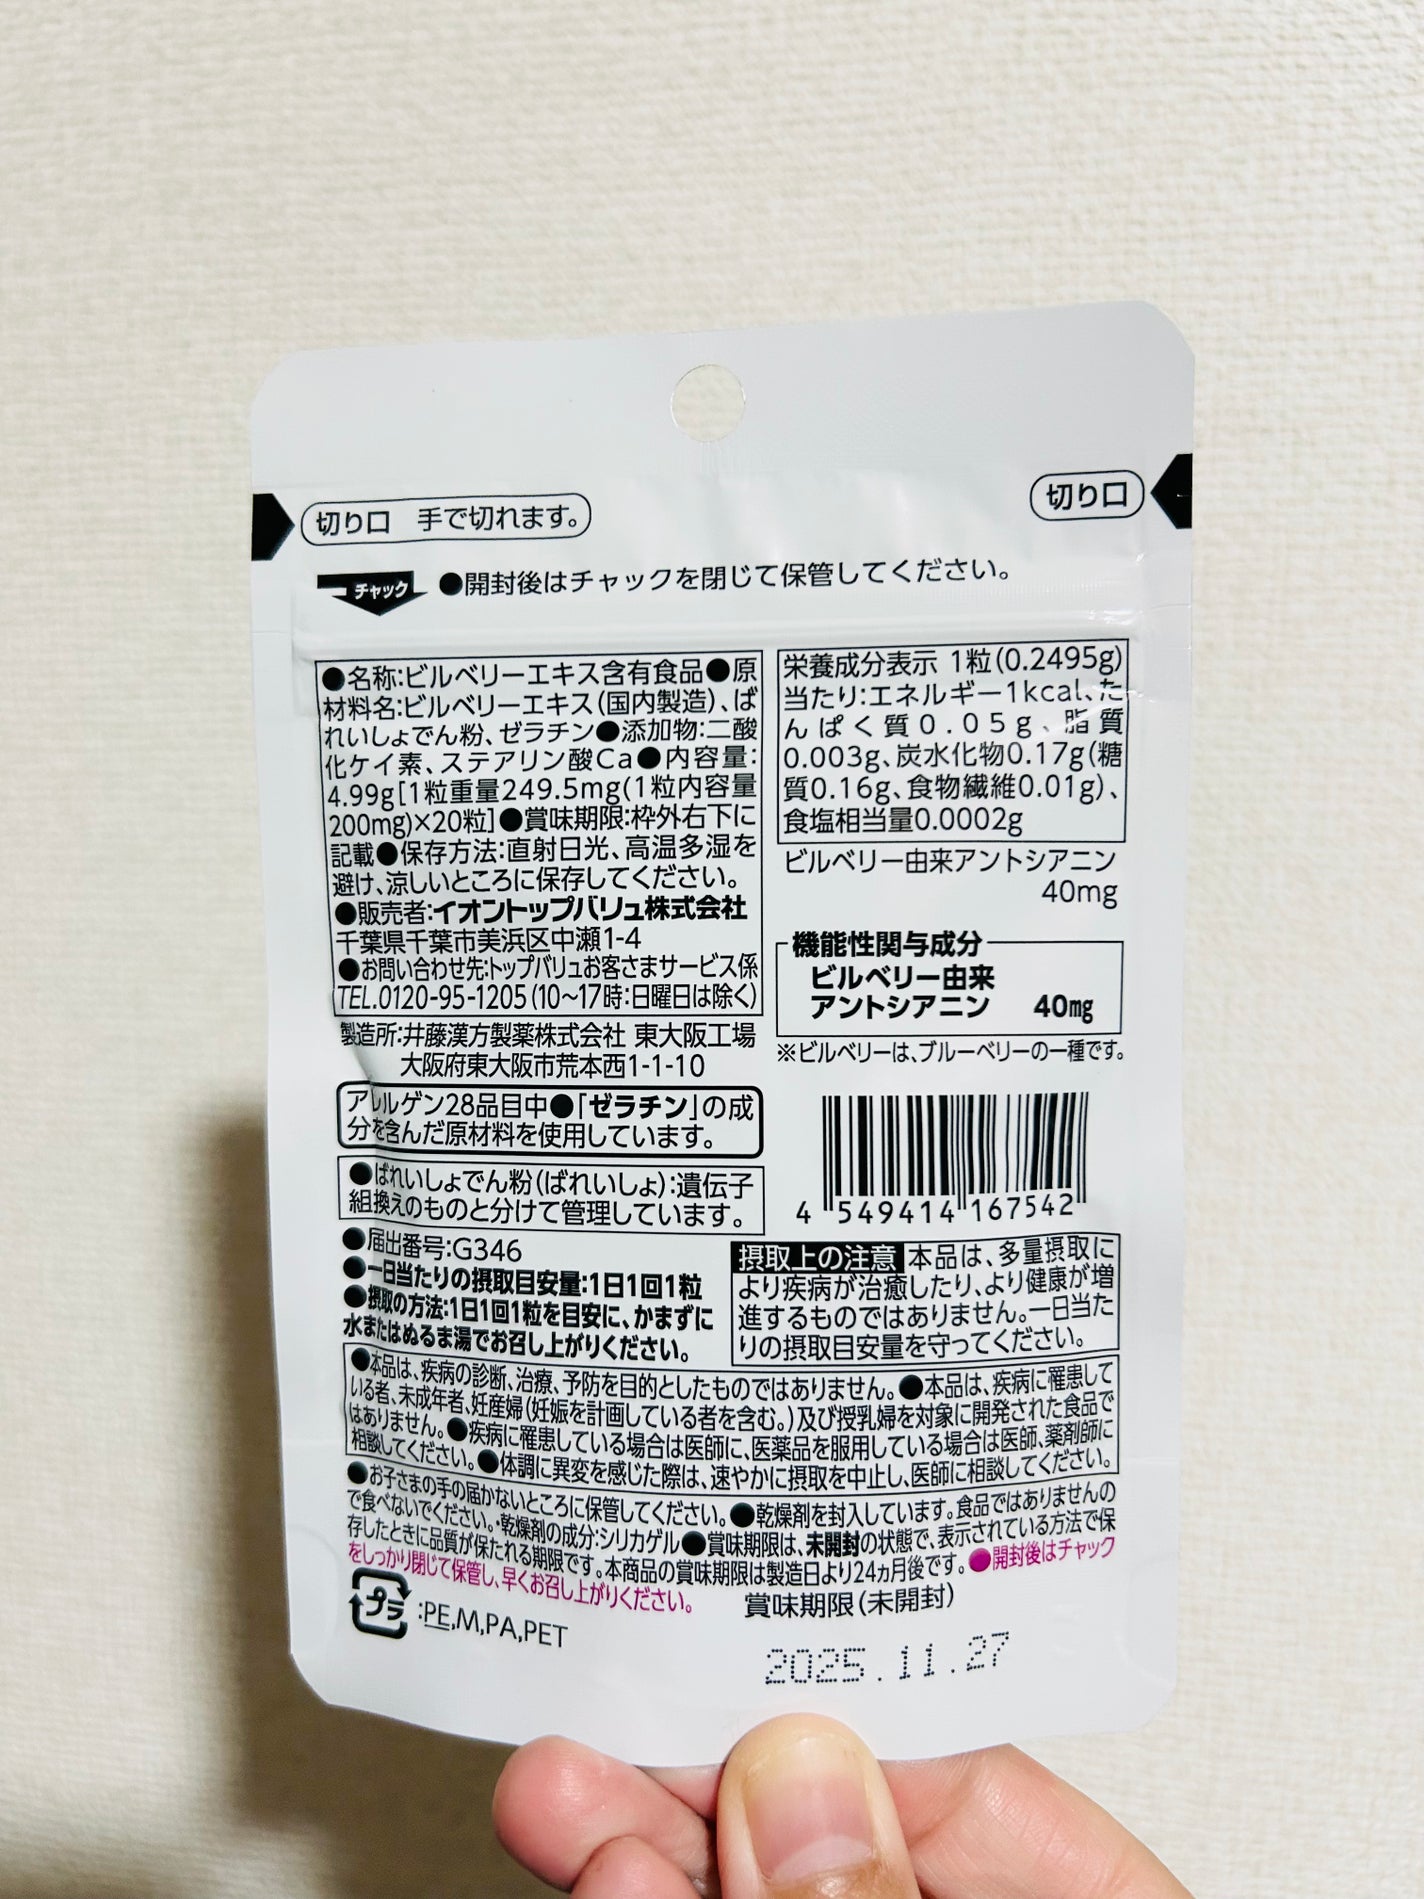 切り口 手で切れます。
切り口
チャック ●開封後はチャックを閉じて保管してください。
●名称:ビルベリーエキス含有食品●原
材料名:ビルベリーエキス(国内製造)、ば
れいしょでん粉、ゼラチン●添加物:二酸
化ケイ素、ステアリン酸Ca●内容量:
4.99g[1粒重量249.5mg(1粒内容量
200mg)×20粒]●賞味期限:枠外右下に
記載●保存方法:直射日光、高温多湿を
避け、涼しいところに保存してください。
●販売者:イオントップバリュ株式会社
千葉県千葉市美浜区中瀬1-4
●お問い合わせ先:トップバリュお客さまサービス係
TEL.0120-95-1205(10~17時:日曜日は除く)
製造所:井藤漢方製薬株式会社 東大阪工場
大阪府東大阪市荒本西1-1-10
アレルゲン28品目中●「ゼラチン」の成
分を含んだ原材料を使用しています。
●ばれいしょでん粉(ばれいしょ):遺伝子
組換えのものと分けて管理しています。
栄養成分表示 1粒(0.2495g)
当たり:エネルギー1kcal、た
んぱく質0.05g、脂質
0.003g、炭水化物0.17g(糖
質0.16g、食物繊維0.01g)、
食塩相当量0.0002g
ビルベリー由来アントシアニン
40mg
機能性関与成分
ビルベリー由来
アントシアニン 40mg
※ビルベリーは、ブルーベリーの一種です。
4 549414 167542
●届出番号:G346
●一日当たりの摂取目安量:1日1回1粒
●摂取の方法:1日1回1粒を目安に、かまずに
水またはぬるま湯でお召し上がりください。
摂取上の注意 本品は、多量摂取に
より疾病が治癒したり、より健康が増
進するものではありません。一日当た
りの摂取目安量を守ってください。
●本品は、疾病の診断、治療、予防を目的としたものではありません。●本品は、疾病に罹患して
いる者、未成年者、妊産婦(妊娠を計画している者を含む。)及び授乳婦を対象に開発された食品で
はありません。●疾病に罹患している場合は医師に、医薬品を服用している場合は医師、薬剤師に
相談してください。●体調に異変を感じた際は、速やかに摂取を中止し、医師に相談してください。
●お子さまの手の届かないところに保管してください。●乾燥剤を封入しています。食品ではありませんの
で食べないでください。・乾燥剤の成分:シリカゲル●賞味期限は、未開封の状態で、表示されている方法で保
存したときに品質が保たれる期限です。本商品の賞味期限は製造日より24ヵ月後です。●開封後はチャック
をしっかり閉じて保管し、早くお召し上がりください。
プラ :PE,M,PA,PET
賞味期限(未開封)
2025.11.27